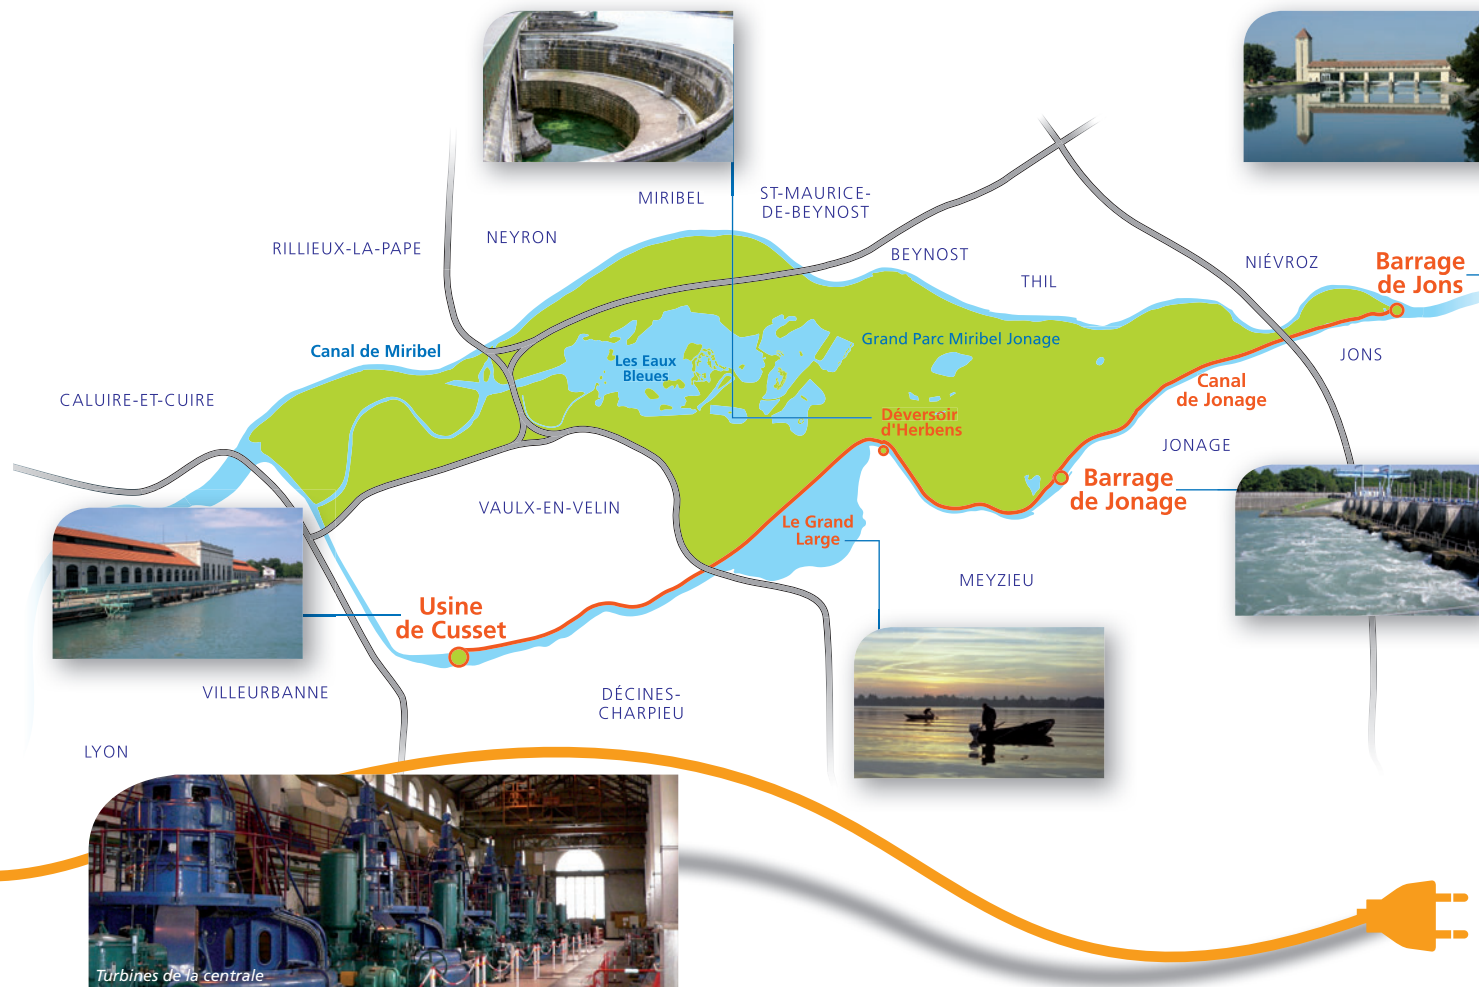 MIRIBEL
ST-MAURICE-
DE-BEYNOST
NEYRON
RILLIEUX-LA-PAPE
BEYNOST
THIL
NIÉVROZ
Barrage
de Jons
Canal de Miribel
Les Eaux
Bleues
Grand Parc Miribel Jonage
JONS
CALUIRE-ET-CUIRE
Canal
de Jonage
Déversoir
d'Herbens
JONAGE
Barrage
de Jonage
VAULX-EN-VELIN
Le Grand
Large
MEYZIEU
Usine
de Cusset
VILLEURBANNE
DÉCINES-
CHARPIEU
LYON
Turbines de la centrale